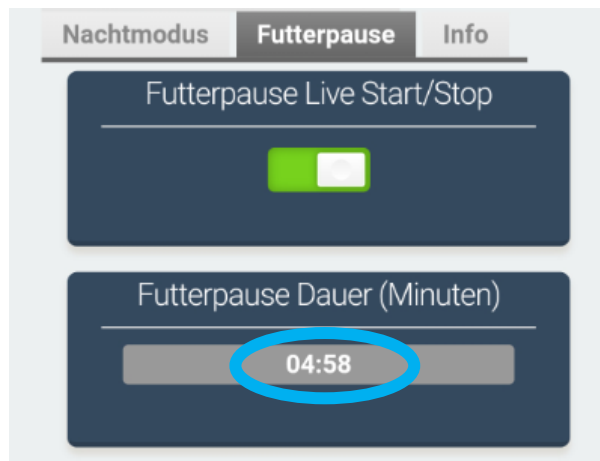 Nachtmodus Futterpause Info
Futterpause Live Start/Stop
Futterpause Dauer (Minuten)
04:58